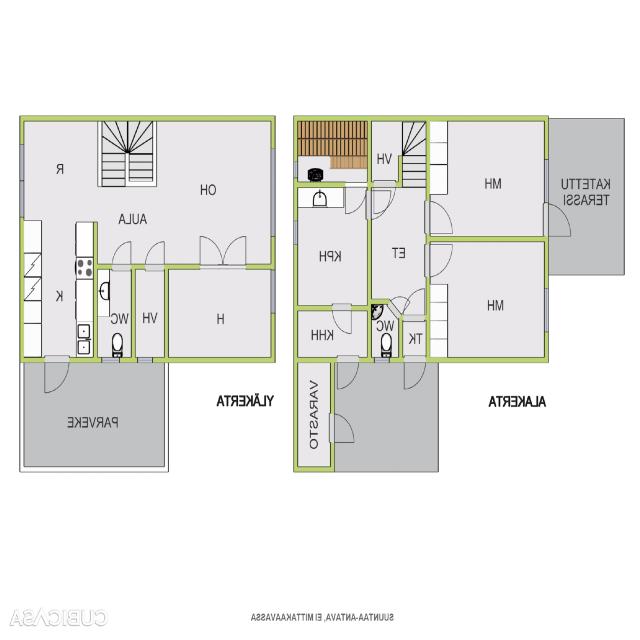 R
OH
AULA
K
WC
VH
H
PARVEKE
YLÄKERTA
VH
MH
KATETTU
TERASSI
KPH
ET
MH
KHH
WC
TK
VARASTO
ALAKERTA
SUUNTAA-ANTAVA, EI MITTAKAAVASSA
CUBICASA